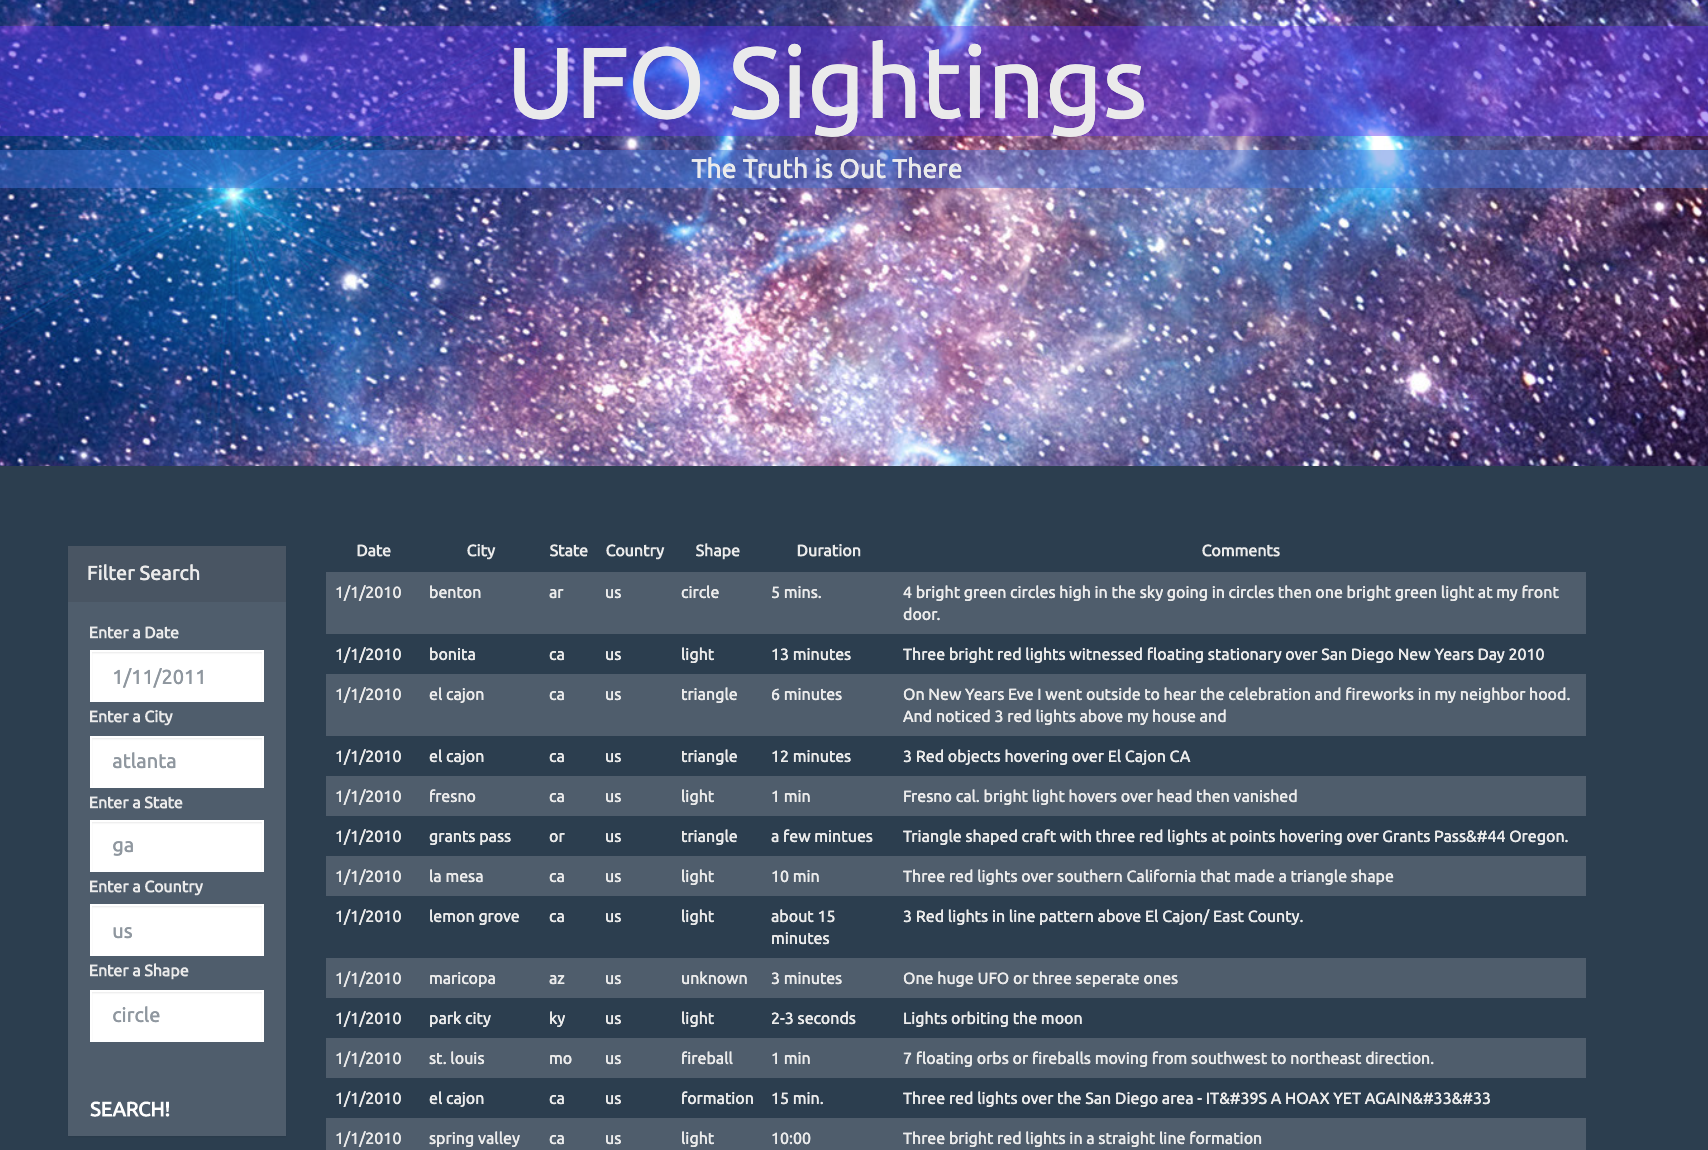 UFO Sightings
The Truth is Out There
Filter Search
Enter a Date
1/11/2011
Enter a City
atlanta
Enter a State
ga
Enter a Country
us
Enter a Shape
circle
SEARCH!
Date City State Country Shape Duration Comments
1/1/2010 benton ar us circle 5 mins. 4 bright green circles high in the sky going in circles then one bright green light at my front
door.
1/1/2010 bonita ca us light 13 minutes Three bright red lights witnessed floating stationary over San Diego New Years Day 2010
1/1/2010 el cajon ca us triangle 6 minutes On New Years Eve I went outside to hear the celebration and fireworks in my neighbor hood.
And noticed 3 red lights above my house and
1/1/2010 el cajon ca us triangle 12 minutes 3 Red objects hovering over El Cajon CA
1/1/2010 fresno ca us light 1 min Fresno cal. bright light hovers over head then vanished
1/1/2010 grants pass or us triangle a few mintues Triangle shaped craft with three red lights at points hovering over Grants Pass&#44 Oregon.
1/1/2010 la mesa ca us light 10 min Three red lights over southern California that made a triangle shape
1/1/2010 lemon grove ca us light about 15 3 Red lights in line pattern above El Cajon/ East County.
minutes
1/1/2010 maricopa az us unknown 3 minutes One huge UFO or three seperate ones
1/1/2010 park city ky us light 2-3 seconds Lights orbiting the moon
1/1/2010 st. louis mo us fireball 1 min 7 floating orbs or fireballs moving from southwest to northeast direction.
1/1/2010 el cajon ca us formation 15 min. Three red lights over the San Diego area - IT&#39S A HOAX YET AGAIN&#33&#33
1/1/2010 spring valley ca us light 10:00 Three bright red lights in a straight line formation